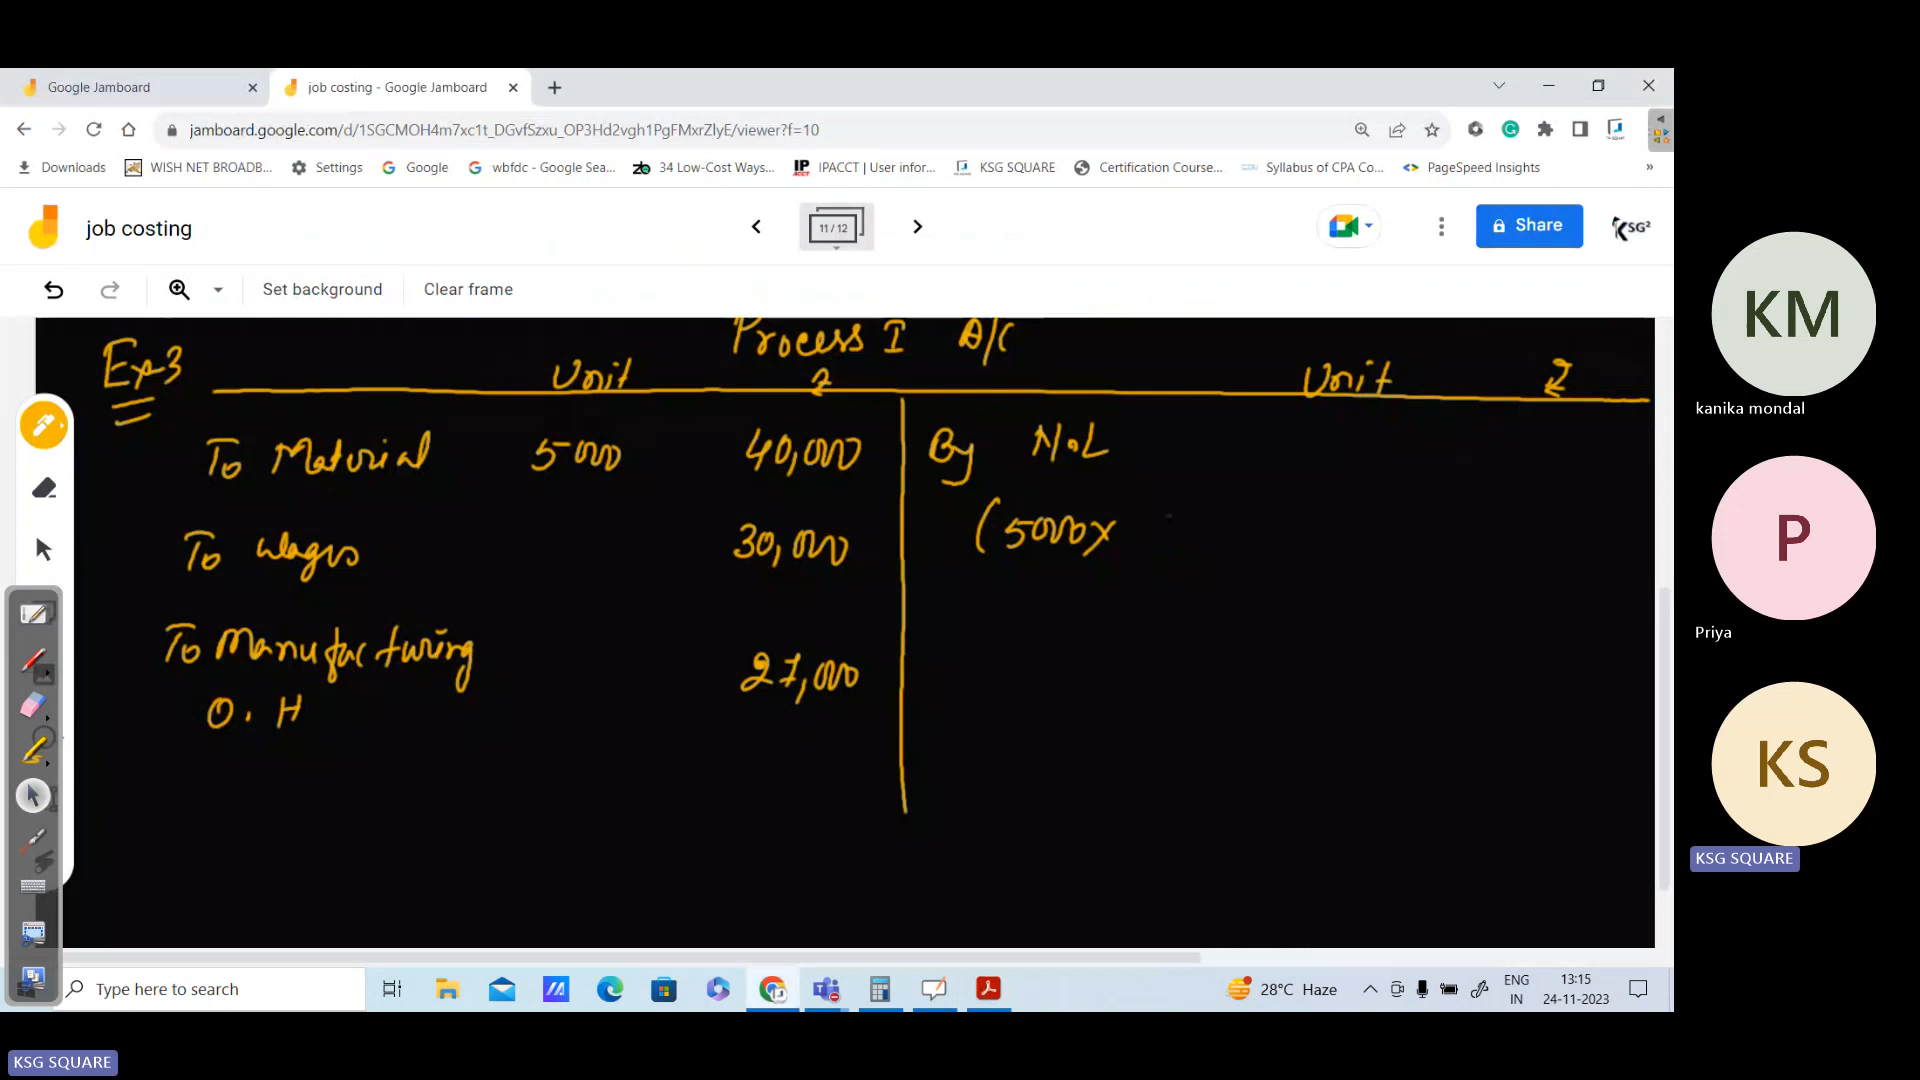 Google Jamboard
job costing - Google Jamboard
jamboard.google.com/d/1SGCMOH4m7xc1t_DGvfSzxu_OP3Hd2vgh1PgFMxrZlyE/viewer?f=10
Downloads WISH NET BROADB... Settings Google wbfdc - Google Sea... 34 Low-Cost Ways... IPACCT | User infor... KSG SQUARE Certification Course... Syllabus of CPA Co... PageSpeed Insights »
job costing
11 / 12
Share
KSG²
Set background
Clear frame
Process I A/C
Ex-3
Unit ₹ Unit ₹
To Material 5000 40,000 By N.L
(5000x
To Wages 30,000
To Manufacturing
O.H 27,000
KM
kanika mondal
P
Priya
KS
KSG SQUARE
Type here to search
28°C Haze
ENG
IN
13:15
24-11-2023
KSG SQUARE